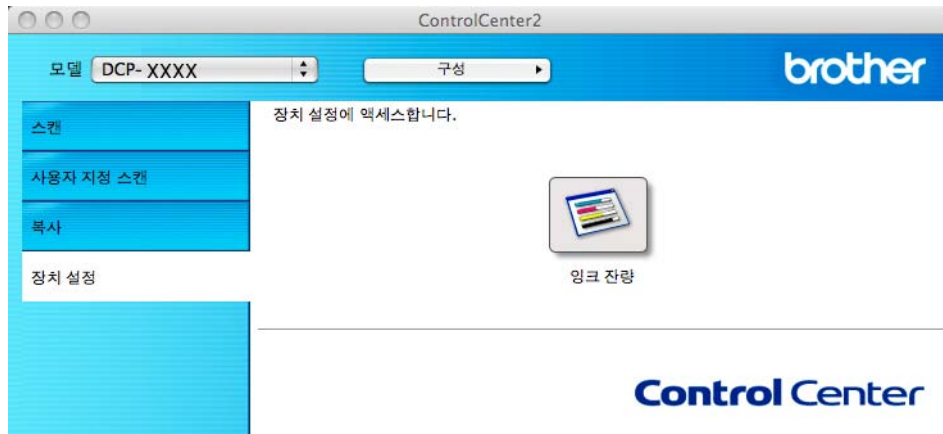 ControlCenter2
모델 DCP- XXXX 구성
brother
스캔
사용자 지정 스캔
복사
장치 설정
장치 설정에 액세스합니다.
잉크 잔량
Control Center